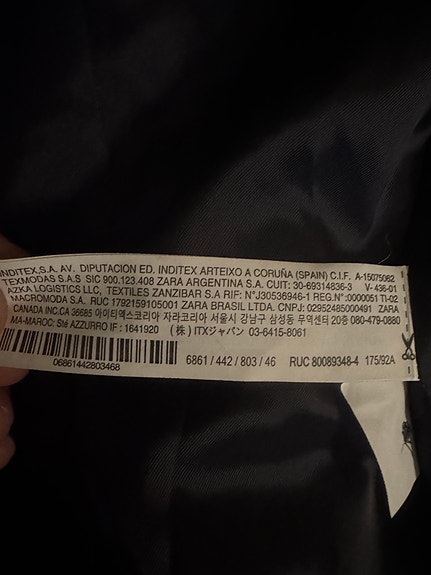 INDITEX,S.A. AV. DIPUTACION ED. INDITEX ARTEIXO A CORUÑA (SPAIN) C.I.F. A-15075062
TEXMODAS S.A.S SIC 900.123.408 ZARA ARGENTINA S.A. CUIT: 30-69314836-3 V- 436-01
AZKA LOGISTICS LLC, TEXTILES ZANZIBAR S.A RIF: N°J30536946-1 REG.N°:0000051 TI-02
MACROMODA S.A. RUC 1792159105001 ZARA BRASIL LTDA. CNPJ: 02952485000491 ZARA
CANADA INC.CA 36685 아이티엑스코리아 자라코리아 서울시 강남구 삼성동 무역센터 20층 080-479-0880
MA-MAROC: Sté AZZURRO IF : 1641920 (株) ITXジャパン 03-6415-8061
06861442803468 6861 / 442 / 803 / 46 RUC 80089348-4 175/92A